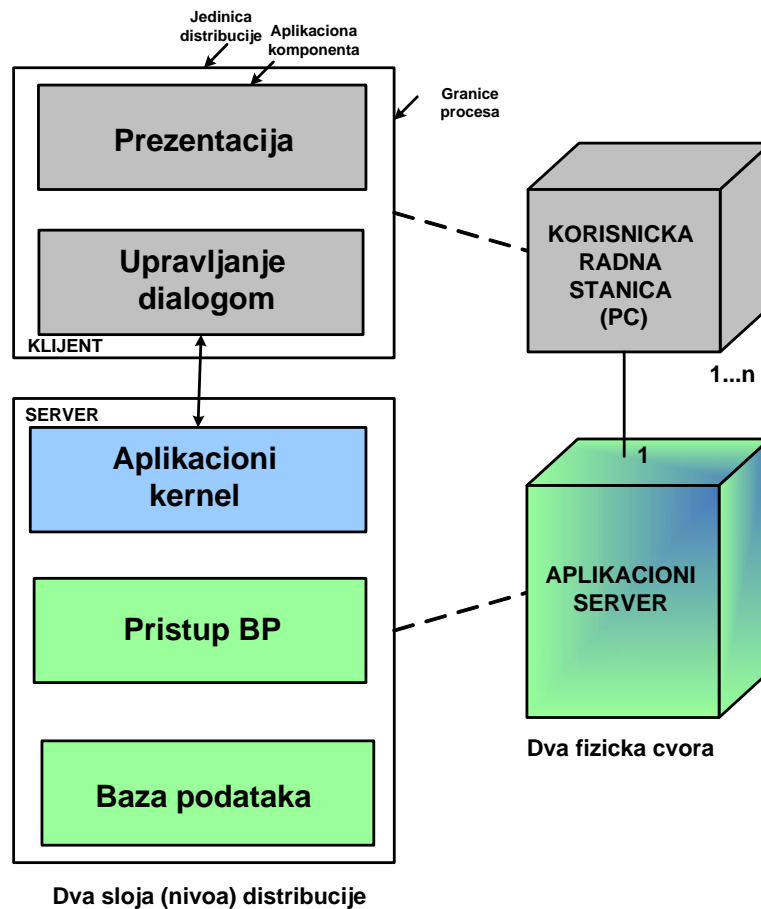 Jedinica
distribucije
Aplikaciona
komponenta
Granice
procesa
Prezentacija
Upravljanje
dialogom
KLIJENT
KORISNICKA
RADNA
STANICA
(PC)
1...n
SERVER
Aplikacioni
kernel
1
Pristup BP
APLIKACIONI
SERVER
Baza podataka
Dva fizicka cvora
Dva sloja (nivoa) distribucije